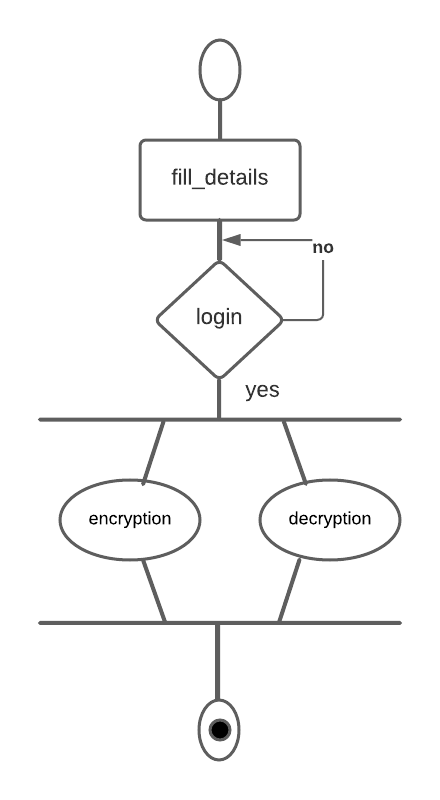 fill_details
no
login
yes
encryption
decryption